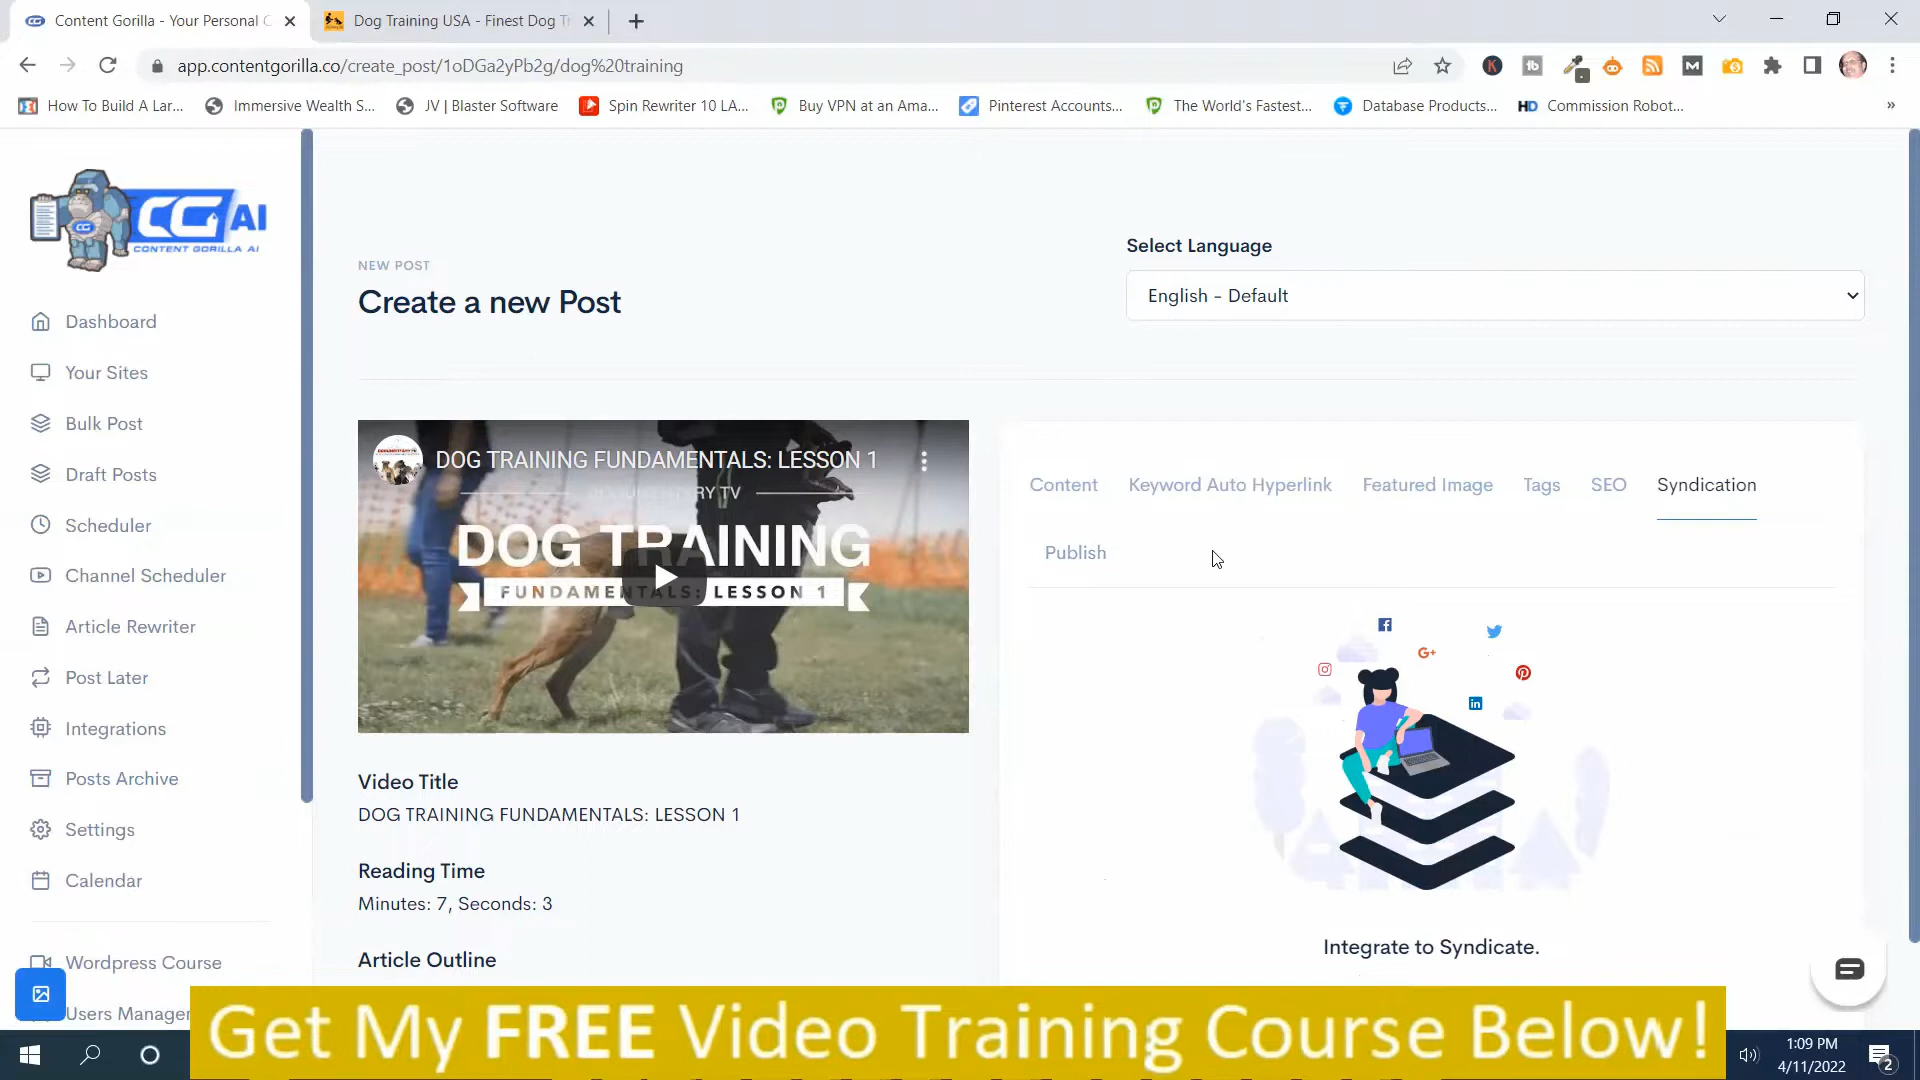 Content Gorilla - Your Personal C
Dog Training USA - Finest Dog Tr
app.contentgorilla.co/create_post/1oDGa2yPb2g/dog%20training
How To Build A Lar...
Immersive Wealth S...
JV | Blaster Software
Spin Rewriter 10 LA...
Buy VPN at an Ama...
Pinterest Accounts...
The World's Fastest...
Database Products...
HD Commission Robot...
CG AI
CONTENT GORILLA AI
Dashboard
Your Sites
Bulk Post
Draft Posts
Scheduler
Channel Scheduler
Article Rewriter
Post Later
Integrations
Posts Archive
Settings
Calendar
Wordpress Course
Users Manager
NEW POST
Create a new Post
Select Language
English - Default
DOG TRAINING FUNDAMENTALS: LESSON 1
DOG TRAINING
FUNDAMENTALS: LESSON 1
Video Title
DOG TRAINING FUNDAMENTALS: LESSON 1
Reading Time
Minutes: 7, Seconds: 3
Article Outline
Content
Keyword Auto Hyperlink
Featured Image
Tags
SEO
Syndication
Publish
Integrate to Syndicate.
Get My FREE Video Training Course Below!
1:09 PM
4/11/2022
2